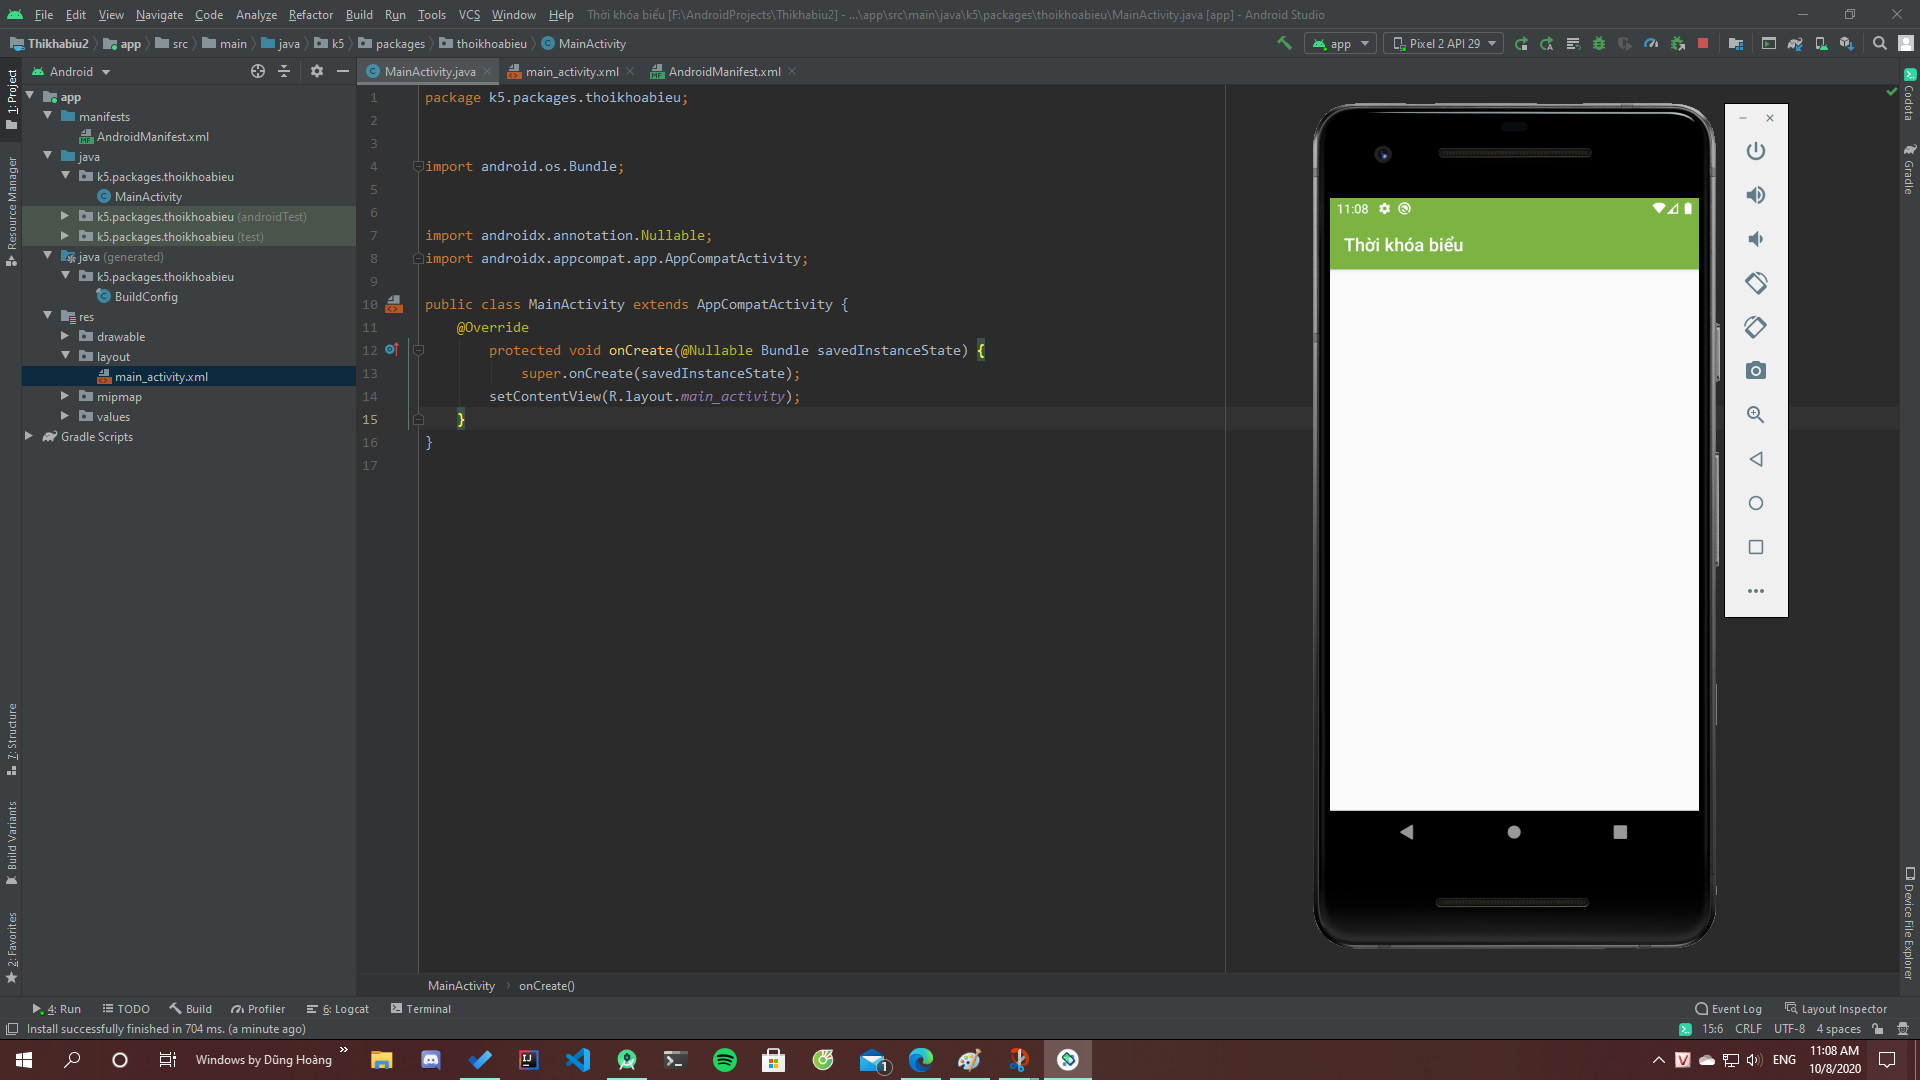 File Edit View Navigate Code Analyze Refactor Build Run Tools VCS Window Help Thời khóa biểu [F:\AndroidProjects\Thikhabiu2] - ...\app\src\main\java\k5\packages\thoikhoabieu\MainActivity.java [app] - Android Studio
Thikhabiu2 app src main java k5 packages thoikhoabieu MainActivity
app Pixel 2 API 29
Android
MainActivity.java main_activity.xml AndroidManifest.xml
1: Project
Resource Manager
7: Structure
Build Variants
2: Favorites
app
manifests
AndroidManifest.xml
java
k5.packages.thoikhoabieu
MainActivity
k5.packages.thoikhoabieu (androidTest)
k5.packages.thoikhoabieu (test)
java (generated)
k5.packages.thoikhoabieu
BuildConfig
res
drawable
layout
main_activity.xml
mipmap
values
Gradle Scripts
1 package k5.packages.thoikhoabieu;
2
3
4 import android.os.Bundle;
5
6
7 import androidx.annotation.Nullable;
8 import androidx.appcompat.app.AppCompatActivity;
9
10 public class MainActivity extends AppCompatActivity {
11 @Override
12 protected void onCreate(@Nullable Bundle savedInstanceState) {
13 super.onCreate(savedInstanceState);
14 setContentView(R.layout.main_activity);
15 }
16 }
17
11:08
Thời khóa biểu
Codota
Gradle
Device File Explorer
MainActivity onCreate()
4: Run TODO Build Profiler 6: Logcat Terminal Event Log Layout Inspector
Install successfully finished in 704 ms. (a minute ago) 15:6 CRLF UTF-8 4 spaces
Windows by Dũng Hoàng » 1 ENG 11:08 AM
10/8/2020